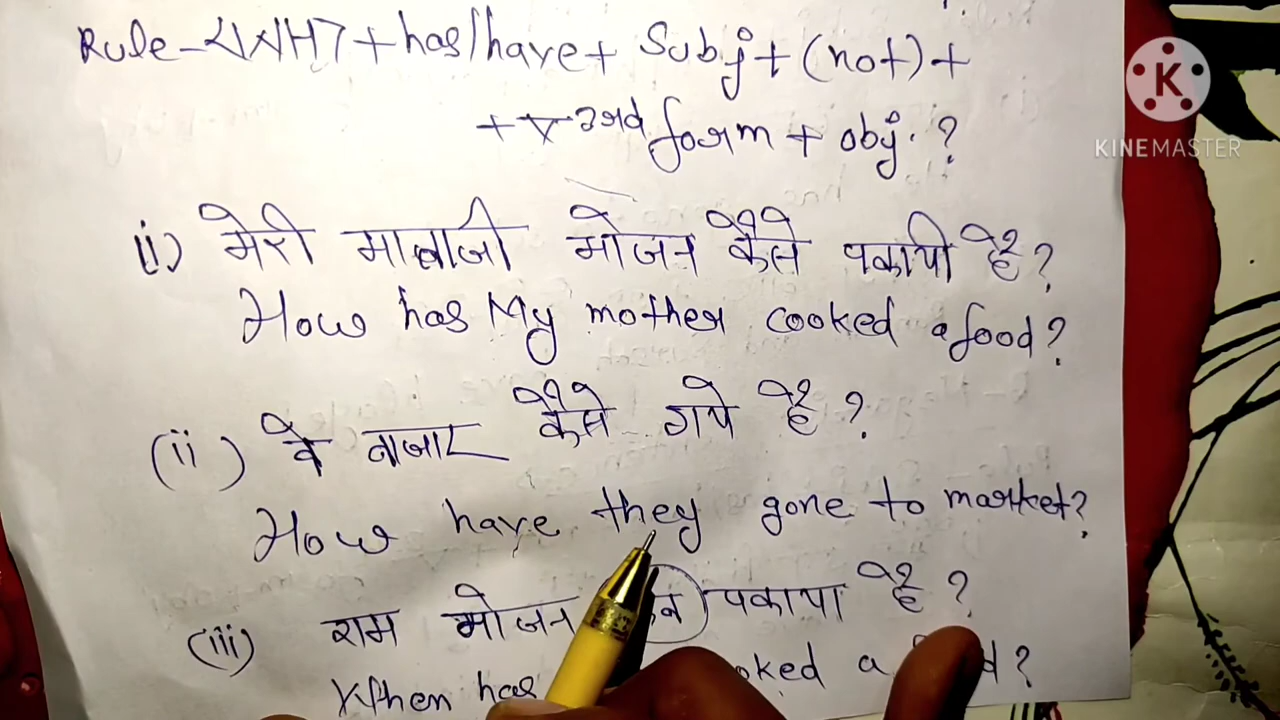 Rule - WH + has/have + Subj + (not) +
+ V 3rd form + obj. ?
(i) मेरी माताजी भोजन कैसे पकायी है ?
How has My mother cooked a food ?
(ii) वे बाजार कैसे गये है ?
How have they gone to market ?
(iii) राम भोजन पकाया है ?
When has a
K
KINEMASTER